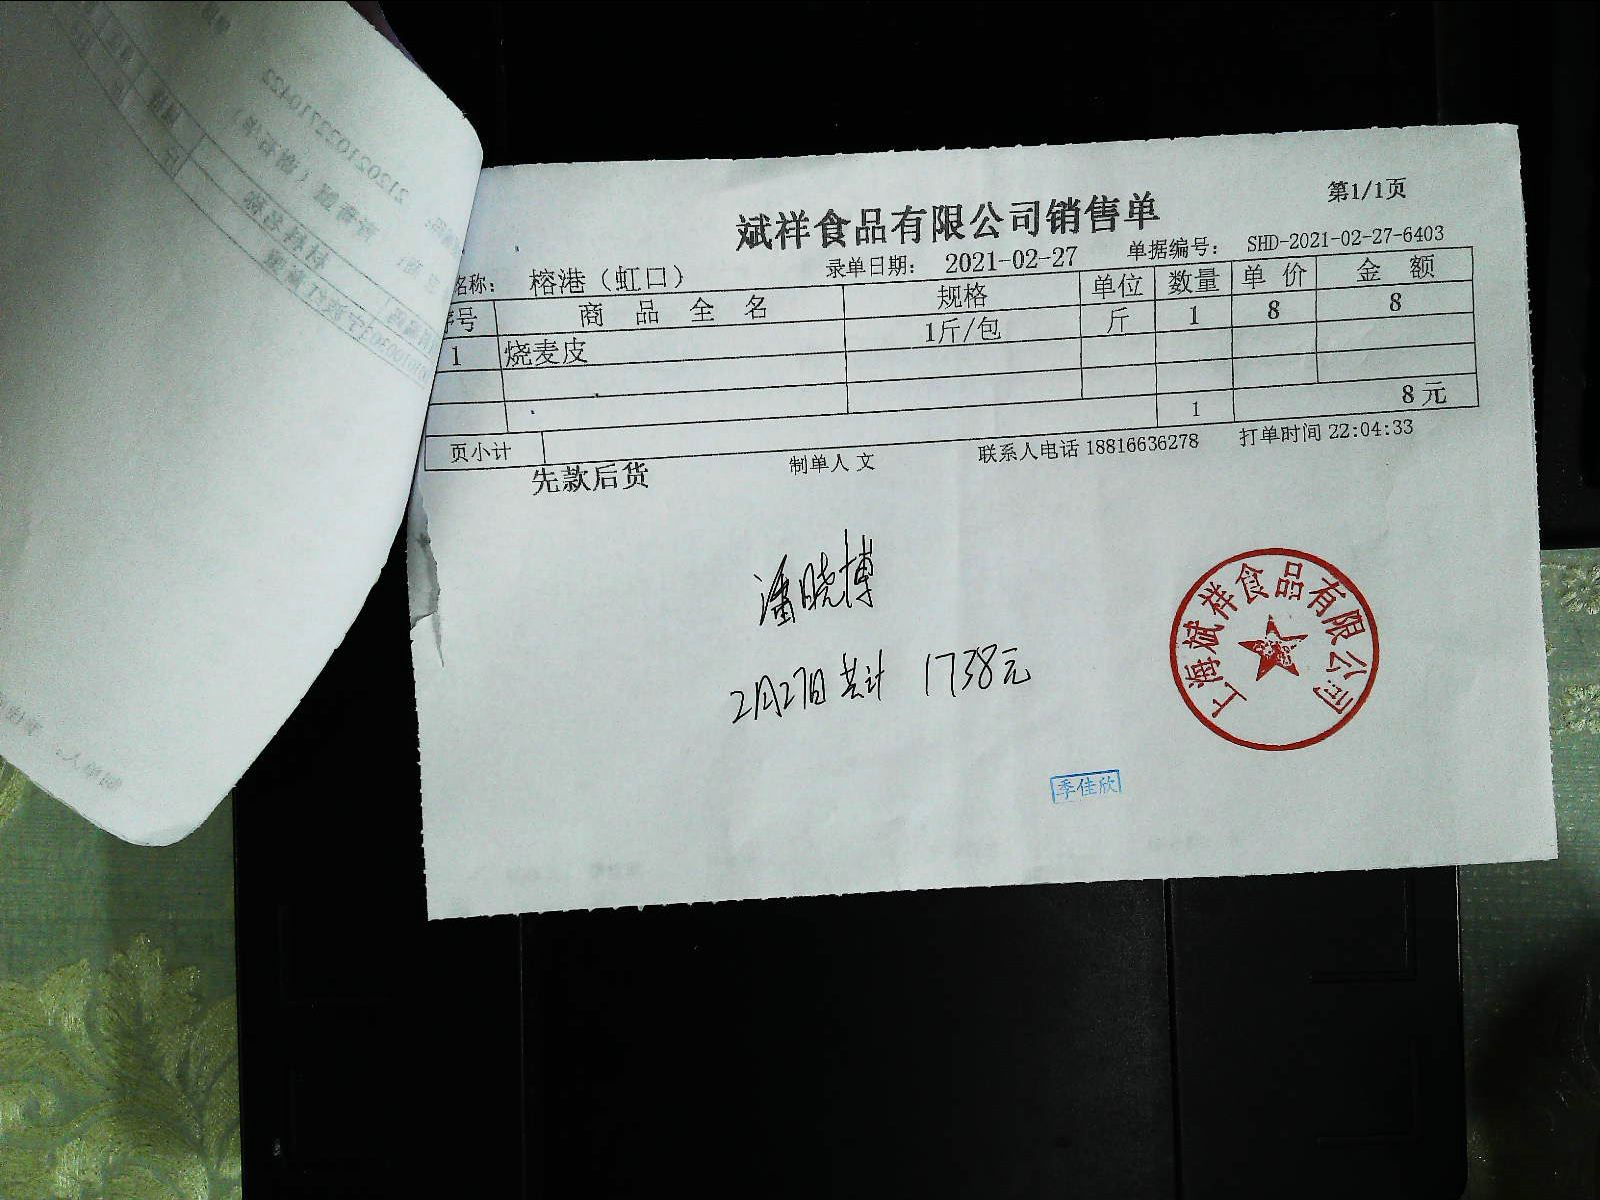 第1/1页
斌祥食品有限公司销售单
名称: 榕港（虹口） 录单日期: 2021-02-27 单据编号: SHD-2021-02-27-6403
序号 商品全名 规格 单位 数量 单价 金额
1 烧麦皮 1斤/包 斤 1 8 8
页小计 1 8元
先款后货 制单人 文 联系人电话 18816636278 打单时间 22:04:33
潘晓博
2月27日 共计 1738元
上海斌祥食品有限公司
季佳欣